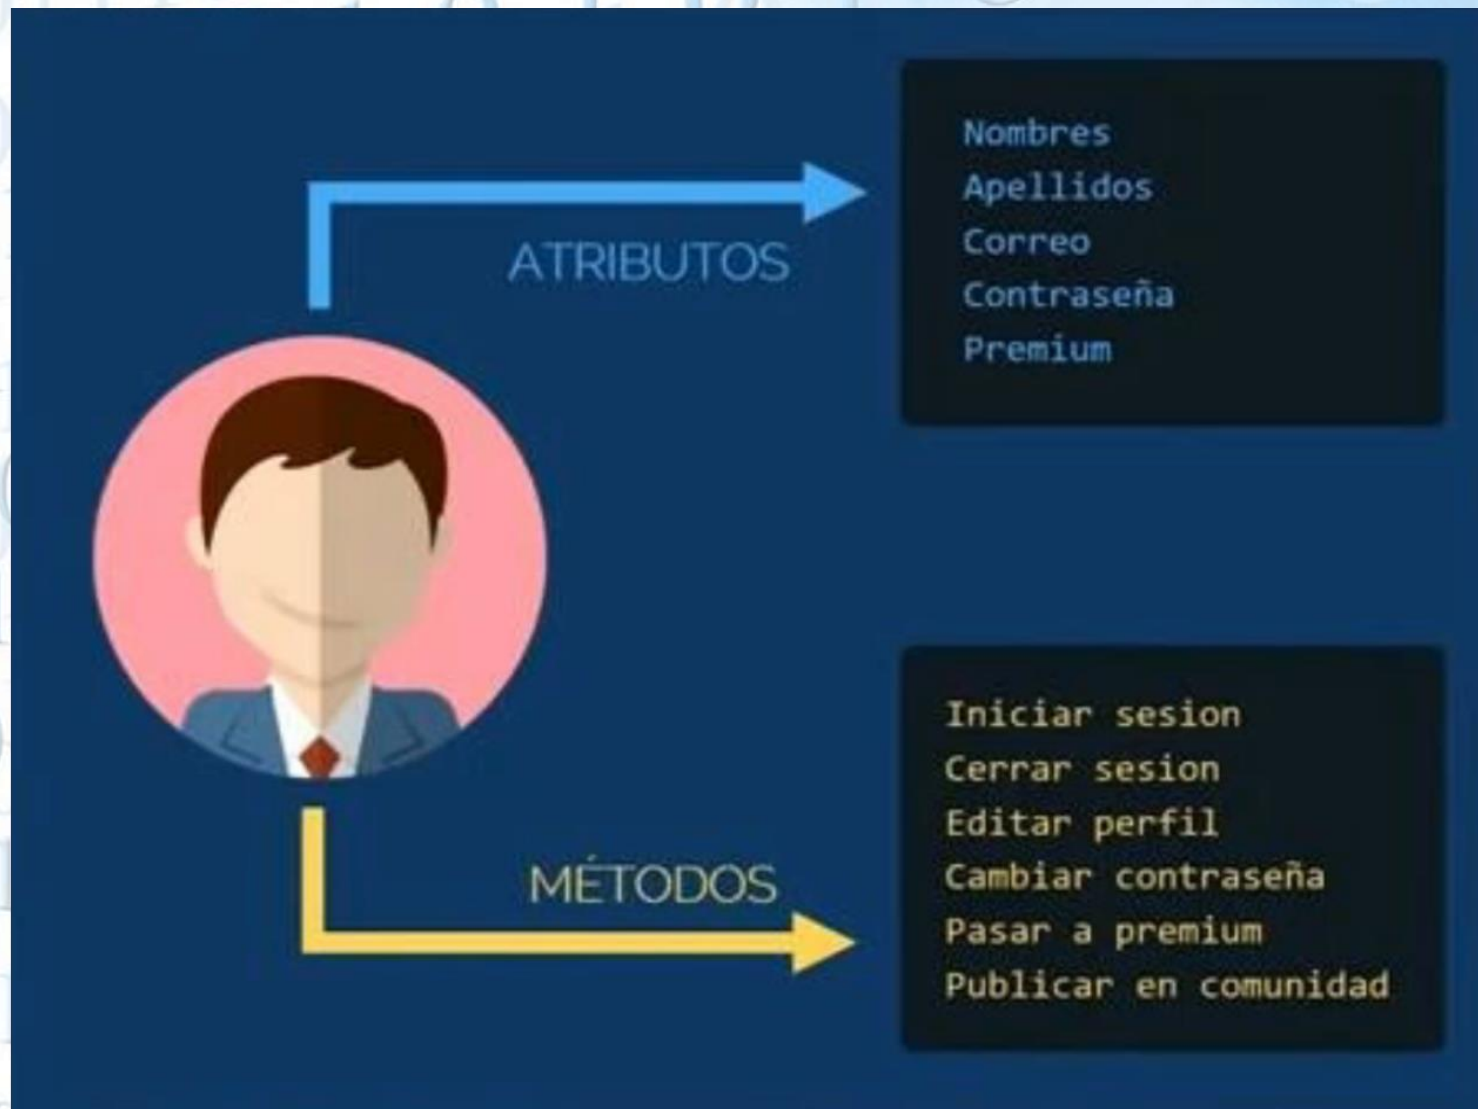 ATRIBUTOS
Nombres
Apellidos
Correo
Contraseña
Premium
MÉTODOS
Iniciar sesion
Cerrar sesion
Editar perfil
Cambiar contraseña
Pasar a premium
Publicar en comunidad